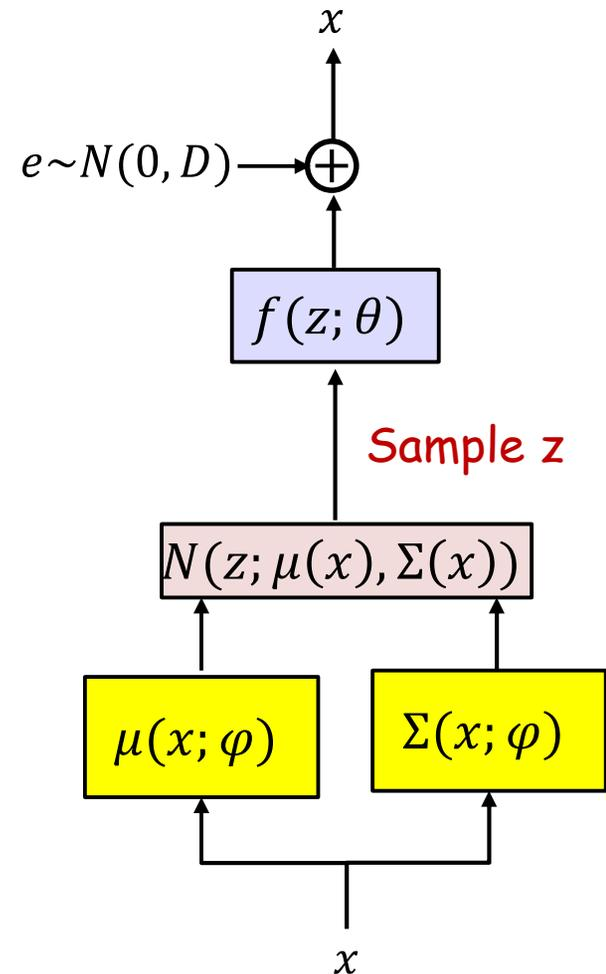 x
e~N(0, D)
+
f(z; θ)
Sample z
N(z; μ(x), Σ(x))
μ(x; φ)
Σ(x; φ)
x